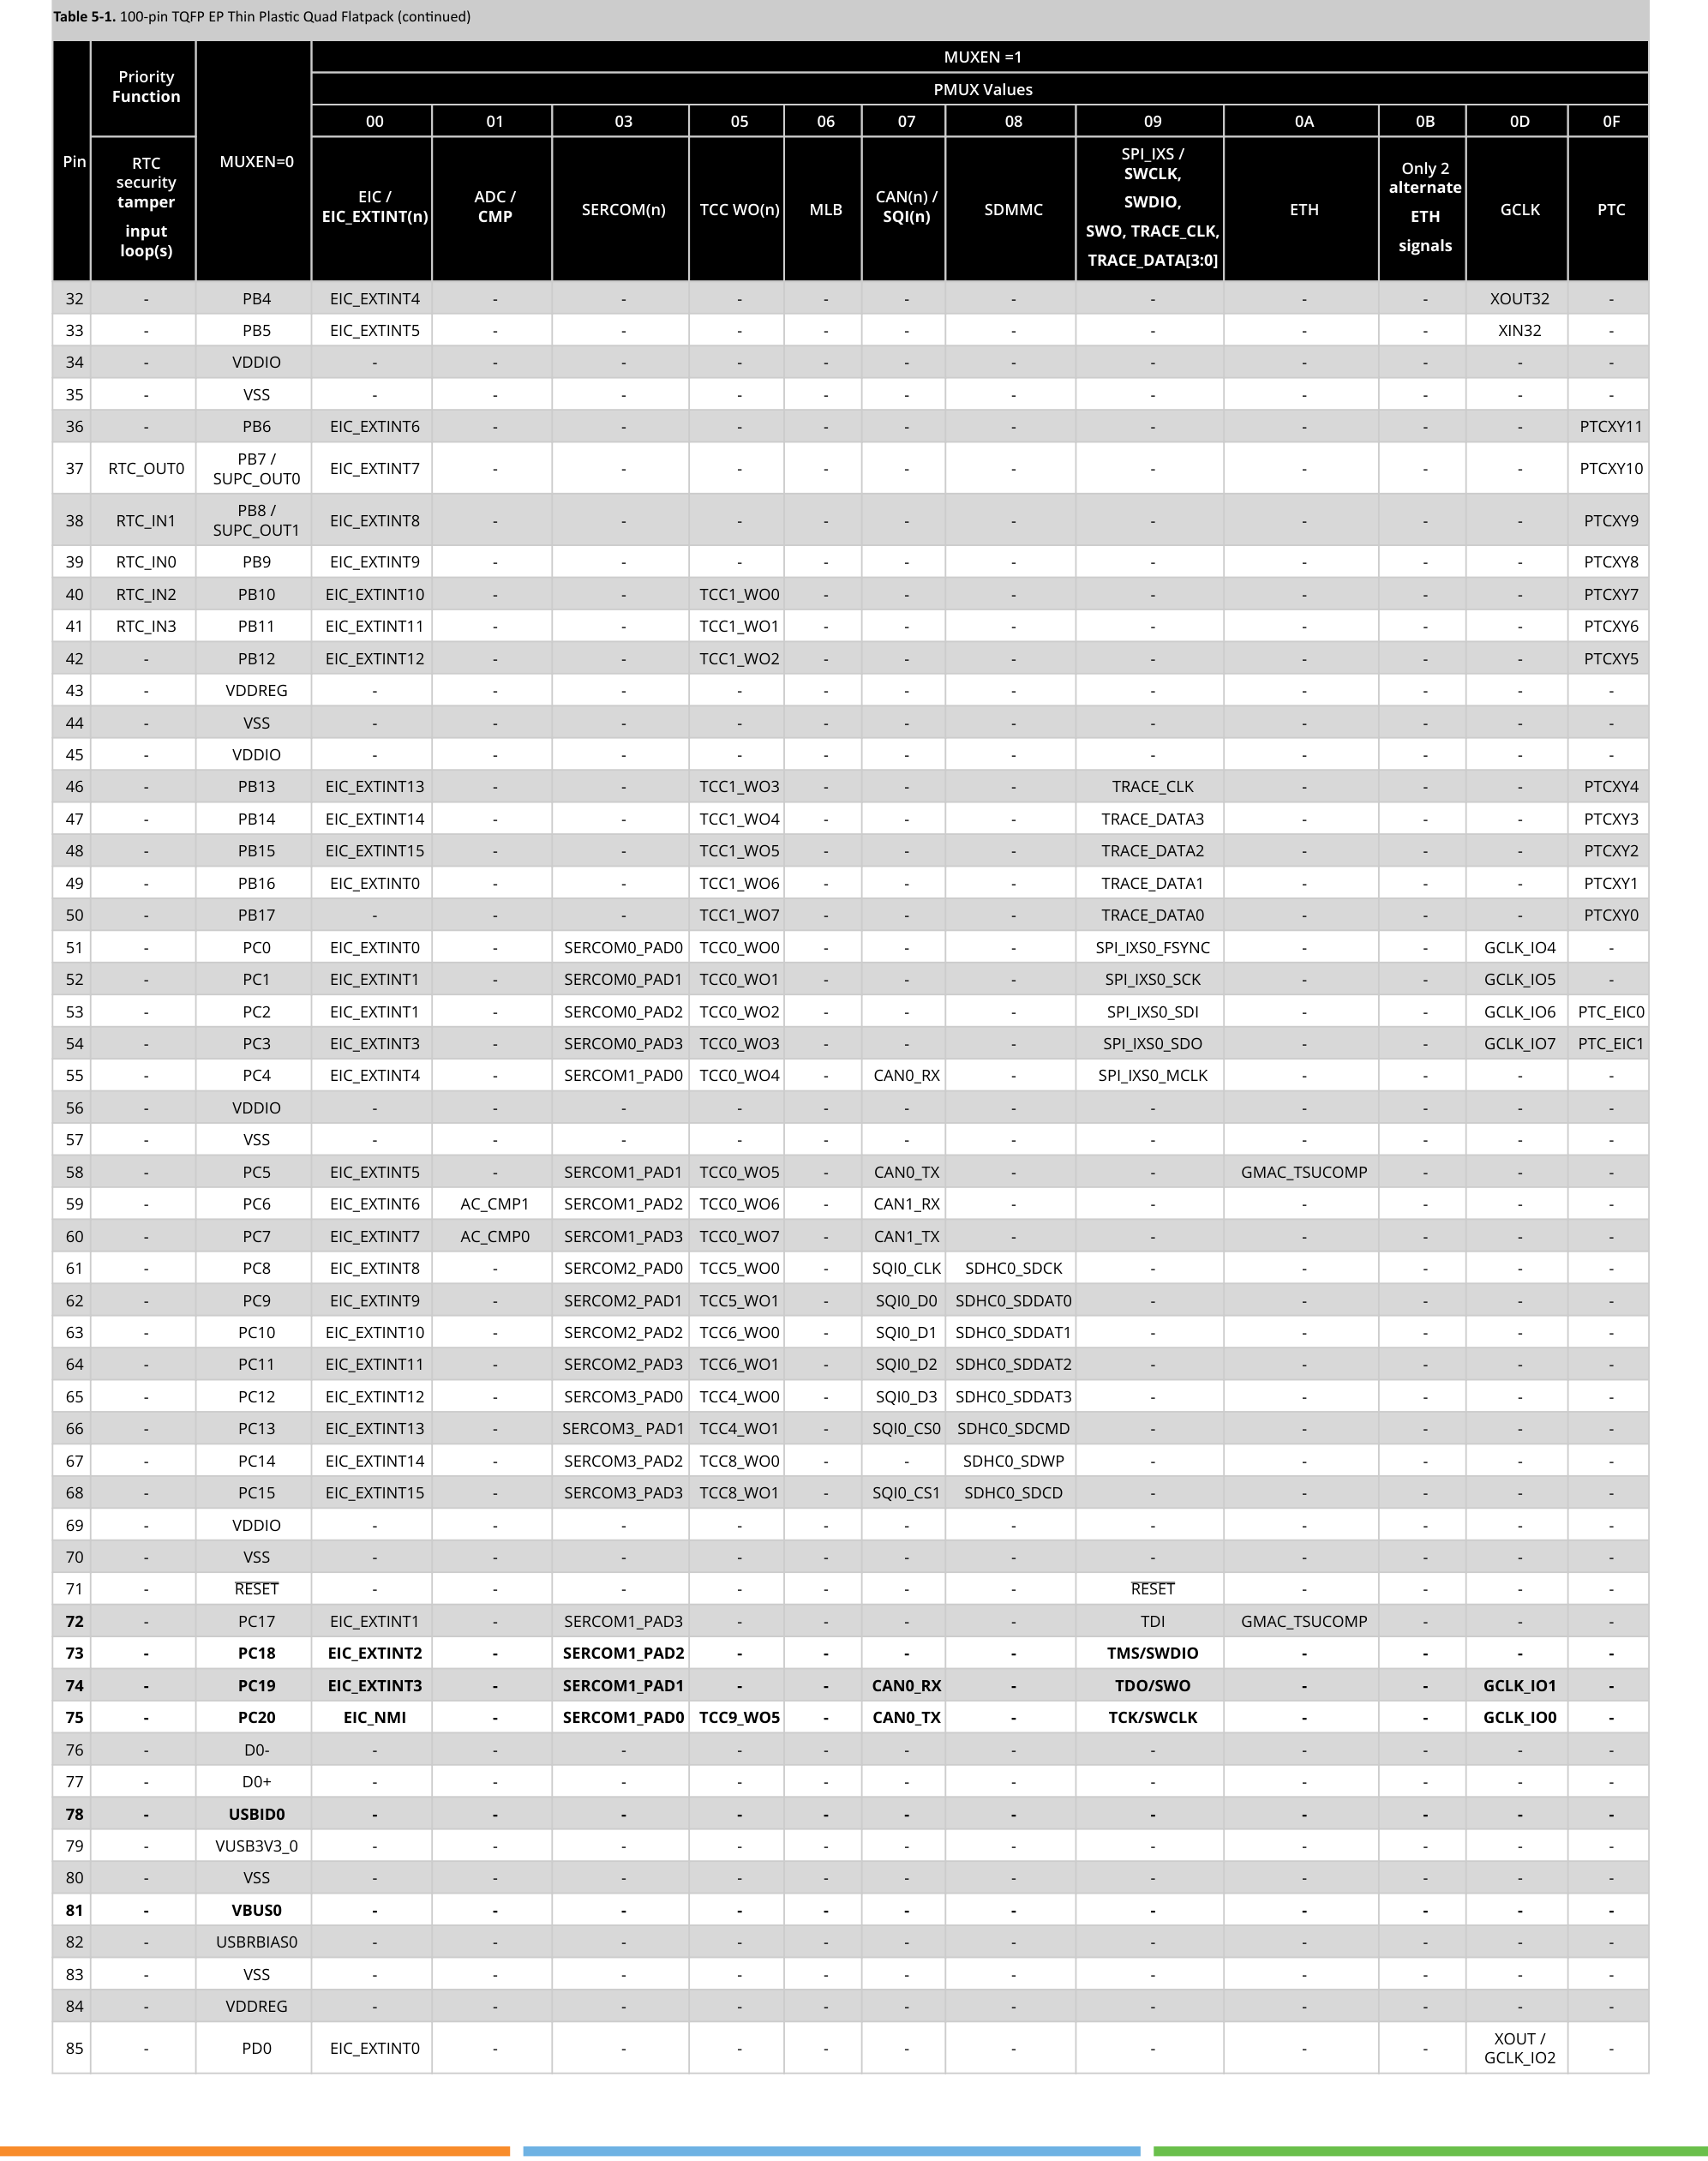 Table 5-1. 100-pin TQFP EP Thin Plastic Quad Flatpack (continued)
Pin
Priority
Function
RTC
security
tamper
input
loop(s)
MUXEN=0
MUXEN =1
PMUX Values
00 01 03 05 06 07 08 09 0A 0B 0D 0F
EIC /
EIC_EXTINT(n)
ADC /
CMP
SERCOM(n)
TCC WO(n)
MLB
CAN(n) /
SQI(n)
SDMMC
SPI_IXS /
SWCLK,
SWDIO,
SWO, TRACE_CLK,
TRACE_DATA[3:0]
ETH
Only 2
alternate
ETH
signals
GCLK
PTC
32 - PB4 EIC_EXTINT4 - - - - - - - - - XOUT32 -
33 - PB5 EIC_EXTINT5 - - - - - - - - - XIN32 -
34 - VDDIO - - - - - - - - - - - -
35 - VSS - - - - - - - - - - - -
36 - PB6 EIC_EXTINT6 - - - - - - - - - - PTCXY11
37 RTC_OUT0 PB7 /
SUPC_OUT0 EIC_EXTINT7 - - - - - - - - - - PTCXY10
38 RTC_IN1 PB8 /
SUPC_OUT1 EIC_EXTINT8 - - - - - - - - - - PTCXY9
39 RTC_IN0 PB9 EIC_EXTINT9 - - - - - - - - - - PTCXY8
40 RTC_IN2 PB10 EIC_EXTINT10 - - TCC1_WO0 - - - - - - - PTCXY7
41 RTC_IN3 PB11 EIC_EXTINT11 - - TCC1_WO1 - - - - - - - PTCXY6
42 - PB12 EIC_EXTINT12 - - TCC1_WO2 - - - - - - - PTCXY5
43 - VDDREG - - - - - - - - - - - -
44 - VSS - - - - - - - - - - - -
45 - VDDIO - - - - - - - - - - - -
46 - PB13 EIC_EXTINT13 - - TCC1_WO3 - - - TRACE_CLK - - - PTCXY4
47 - PB14 EIC_EXTINT14 - - TCC1_WO4 - - - TRACE_DATA3 - - - PTCXY3
48 - PB15 EIC_EXTINT15 - - TCC1_WO5 - - - TRACE_DATA2 - - - PTCXY2
49 - PB16 EIC_EXTINT0 - - TCC1_WO6 - - - TRACE_DATA1 - - - PTCXY1
50 - PB17 - - - TCC1_WO7 - - - TRACE_DATA0 - - - PTCXY0
51 - PC0 EIC_EXTINT0 - SERCOM0_PAD0 TCC0_WO0 - - - SPI_IXS0_FSYNC - - GCLK_IO4 -
52 - PC1 EIC_EXTINT1 - SERCOM0_PAD1 TCC0_WO1 - - - SPI_IXS0_SCK - - GCLK_IO5 -
53 - PC2 EIC_EXTINT1 - SERCOM0_PAD2 TCC0_WO2 - - - SPI_IXS0_SDI - - GCLK_IO6 PTC_EIC0
54 - PC3 EIC_EXTINT3 - SERCOM0_PAD3 TCC0_WO3 - - - SPI_IXS0_SDO - - GCLK_IO7 PTC_EIC1
55 - PC4 EIC_EXTINT4 - SERCOM1_PAD0 TCC0_WO4 - CAN0_RX - SPI_IXS0_MCLK - - - -
56 - VDDIO - - - - - - - - - - - -
57 - VSS - - - - - - - - - - - -
58 - PC5 EIC_EXTINT5 - SERCOM1_PAD1 TCC0_WO5 - CAN0_TX - - GMAC_TSUCOMP - - -
59 - PC6 EIC_EXTINT6 AC_CMP1 SERCOM1_PAD2 TCC0_WO6 - CAN1_RX - - - - - -
60 - PC7 EIC_EXTINT7 AC_CMP0 SERCOM1_PAD3 TCC0_WO7 - CAN1_TX - - - - - -
61 - PC8 EIC_EXTINT8 - SERCOM2_PAD0 TCC5_WO0 - SQI0_CLK SDHC0_SDCK - - - - -
62 - PC9 EIC_EXTINT9 - SERCOM2_PAD1 TCC5_WO1 - SQI0_D0 SDHC0_SDDAT0 - - - - -
63 - PC10 EIC_EXTINT10 - SERCOM2_PAD2 TCC6_WO0 - SQI0_D1 SDHC0_SDDAT1 - - - - -
64 - PC11 EIC_EXTINT11 - SERCOM2_PAD3 TCC6_WO1 - SQI0_D2 SDHC0_SDDAT2 - - - - -
65 - PC12 EIC_EXTINT12 - SERCOM3_PAD0 TCC4_WO0 - SQI0_D3 SDHC0_SDDAT3 - - - - -
66 - PC13 EIC_EXTINT13 - SERCOM3_ PAD1 TCC4_WO1 - SQI0_CS0 SDHC0_SDCMD - - - - -
67 - PC14 EIC_EXTINT14 - SERCOM3_PAD2 TCC8_WO0 - - SDHC0_SDWP - - - - -
68 - PC15 EIC_EXTINT15 - SERCOM3_PAD3 TCC8_WO1 - SQI0_CS1 SDHC0_SDCD - - - - -
69 - VDDIO - - - - - - - - - - - -
70 - VSS - - - - - - - - - - - -
71 - RESET - - - - - - - RESET - - - -
72 - PC17 EIC_EXTINT1 - SERCOM1_PAD3 - - - - TDI GMAC_TSUCOMP - - -
73 - PC18 EIC_EXTINT2 - SERCOM1_PAD2 - - - - TMS/SWDIO - - - -
74 - PC19 EIC_EXTINT3 - SERCOM1_PAD1 - - CAN0_RX - TDO/SWO - - GCLK_IO1 -
75 - PC20 EIC_NMI - SERCOM1_PAD0 TCC9_WO5 - CAN0_TX - TCK/SWCLK - - GCLK_IO0 -
76 - D0- - - - - - - - - - - - -
77 - D0+ - - - - - - - - - - - -
78 - USBID0 - - - - - - - - - - - -
79 - VUSB3V3_0 - - - - - - - - - - - -
80 - VSS - - - - - - - - - - - -
81 - VBUS0 - - - - - - - - - - - -
82 - USBRBIAS0 - - - - - - - - - - - -
83 - VSS - - - - - - - - - - - -
84 - VDDREG - - - - - - - - - - - -
85 - PD0 EIC_EXTINT0 - - - - - - - - - XOUT /
GCLK_IO2 -